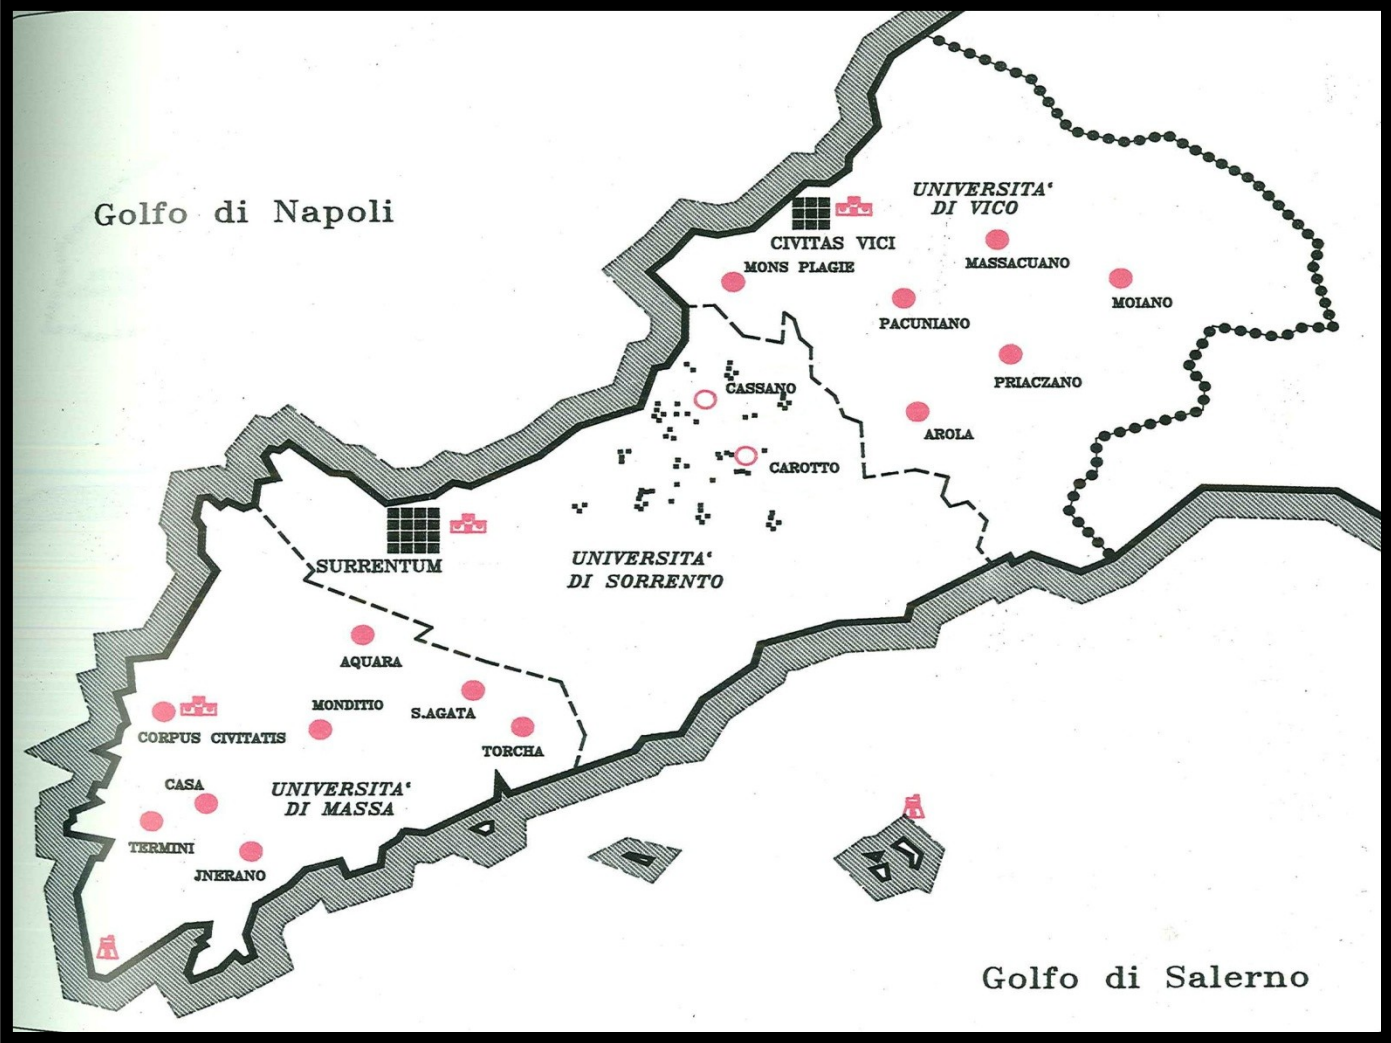 Golfo di Napoli
UNIVERSITA'
DI VICO
CIVITAS VICI
MONS PLAGIE
MASSACUANO
MOIANO
PACUNIANO
PRIACZANO
CASSANO
AROLA
CAROTTO
SURRENTUM
UNIVERSITA'
DI SORRENTO
AQUARA
MONDITIO
S.AGATA
CORPUS CIVITATIS
TORCHA
CASA
UNIVERSITA'
DI MASSA
TERMINI
JNERANO
Golfo di Salerno